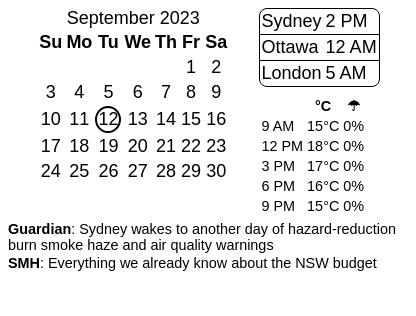 September 2023
Su Mo Tu We Th Fr Sa
1 2
3 4 5 6 7 8 9
10 11 12 13 14 15 16
17 18 19 20 21 22 23
24 25 26 27 28 29 30
Sydney 2 PM
Ottawa 12 AM
London 5 AM
°C ☂
9 AM 15°C 0%
12 PM 18°C 0%
3 PM 17°C 0%
6 PM 16°C 0%
9 PM 15°C 0%
Guardian: Sydney wakes to another day of hazard-reduction
burn smoke haze and air quality warnings
SMH: Everything we already know about the NSW budget